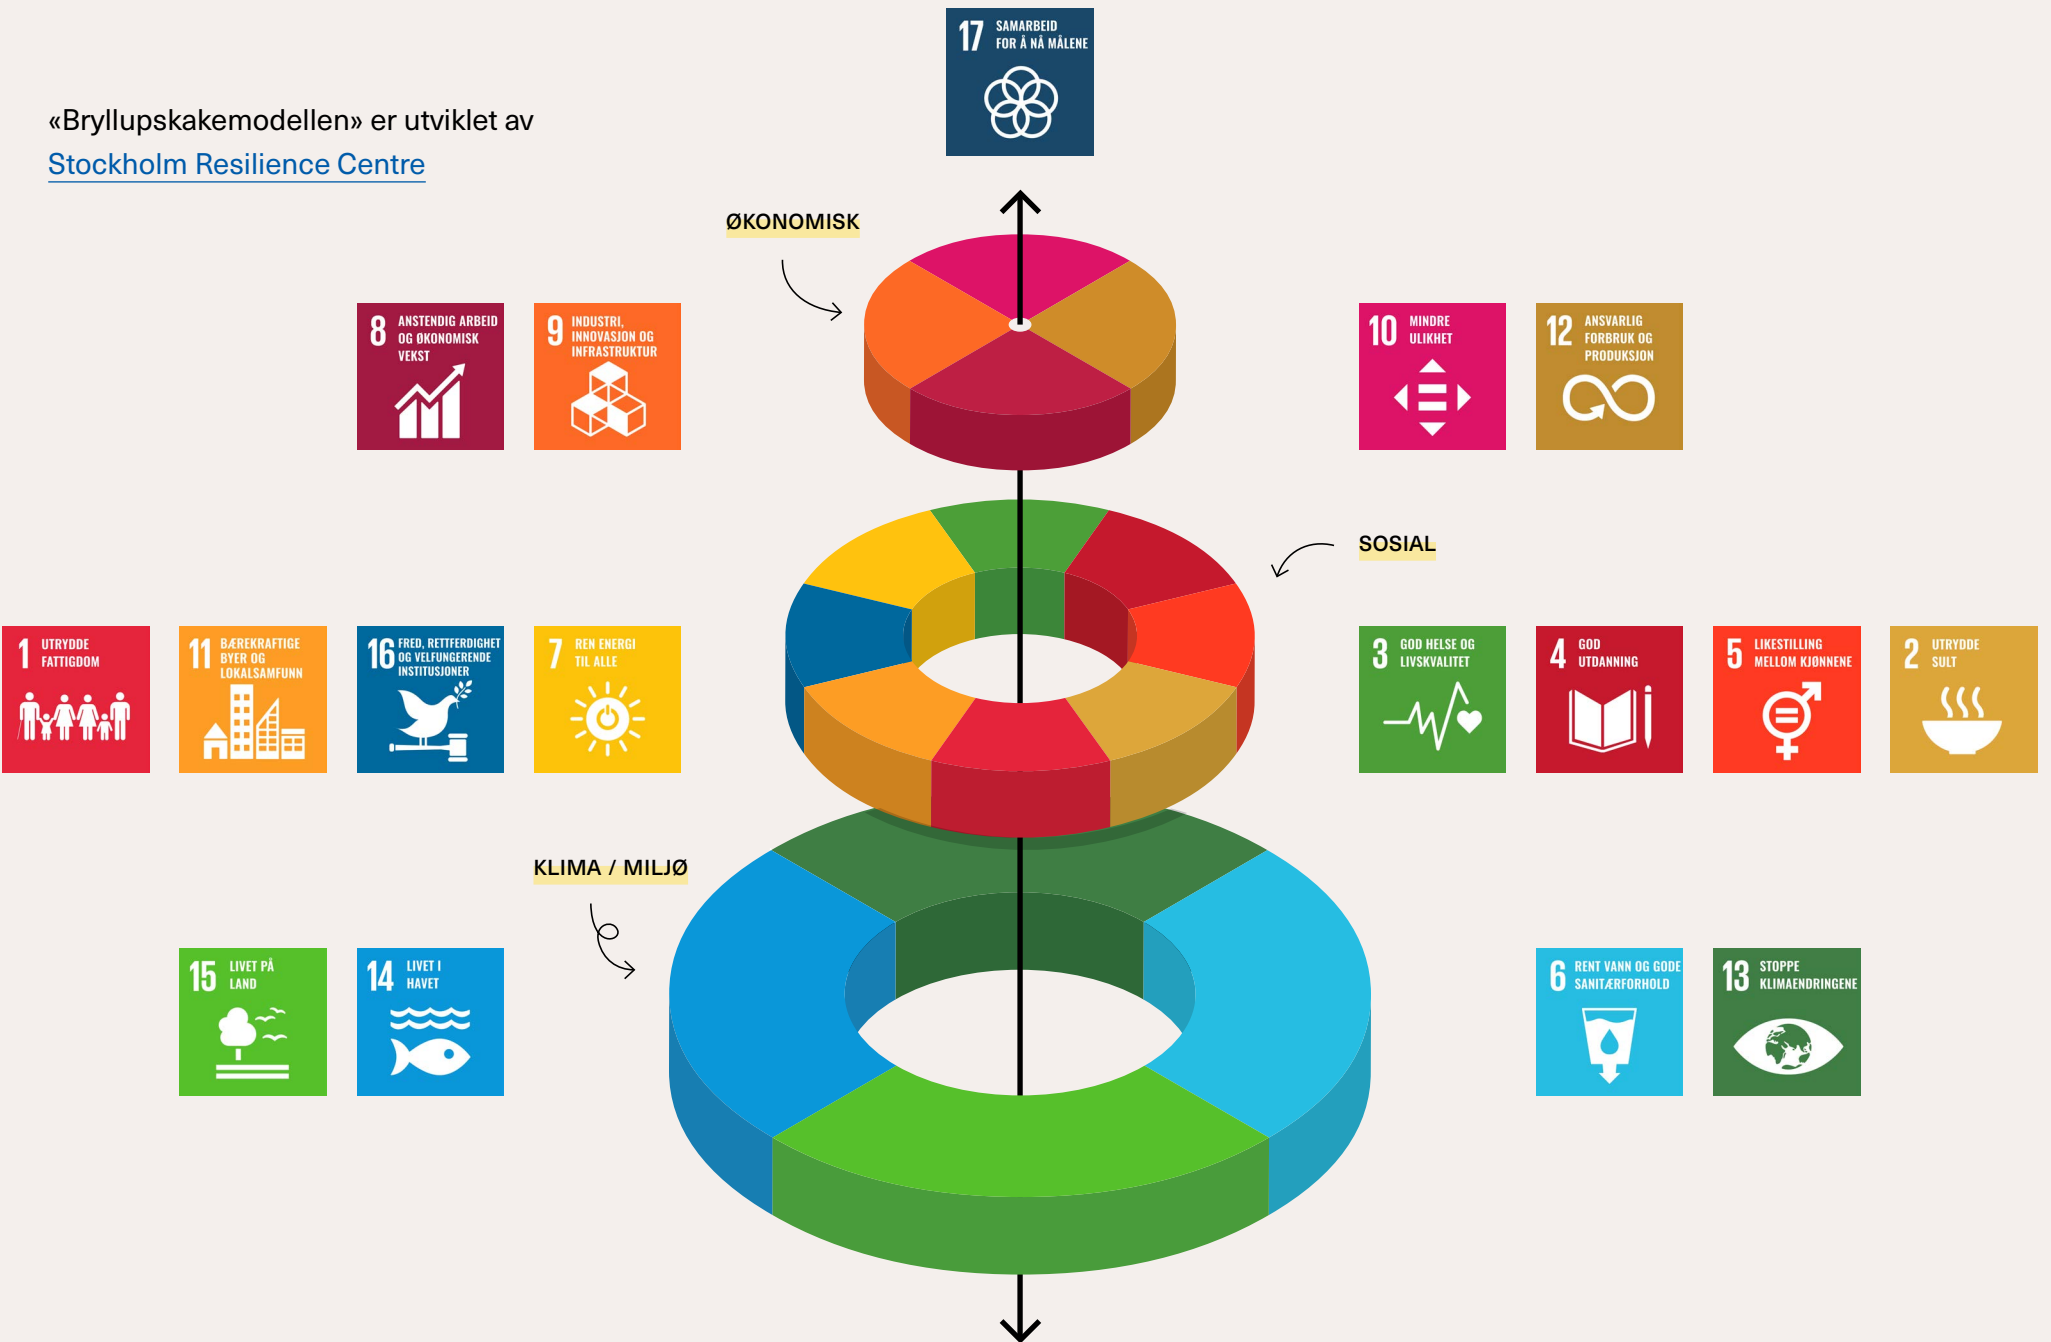 17 SAMARBEID
FOR Å NÅ MÅLENE
«Bryllupskakemodellen» er utviklet av
Stockholm Resilience Centre
ØKONOMISK
8 ANSTENDIG ARBEID
OG ØKONOMISK
VEKST
9 INDUSTRI,
INNOVASJON OG
INFRASTRUKTUR
10 MINDRE
ULIKHET
12 ANSVARLIG
FORBRUK OG
PRODUKSJON
SOSIAL
1 UTRYDDE
FATTIGDOM
11 BÆREKRAFTIGE
BYER OG
LOKALSAMFUNN
16 FRED, RETTFERDIGHET
OG VELFUNGERENDE
INSTITUSJONER
7 REN ENERGI
TIL ALLE
3 GOD HELSE OG
LIVSKVALITET
4 GOD
UTDANNING
5 LIKESTILLING
MELLOM KJØNNENE
2 UTRYDDE
SULT
KLIMA / MILJØ
15 LIVET PÅ
LAND
14 LIVET I
HAVET
6 RENT VANN OG GODE
SANITÆRFORHOLD
13 STOPPE
KLIMAENDRINGENE